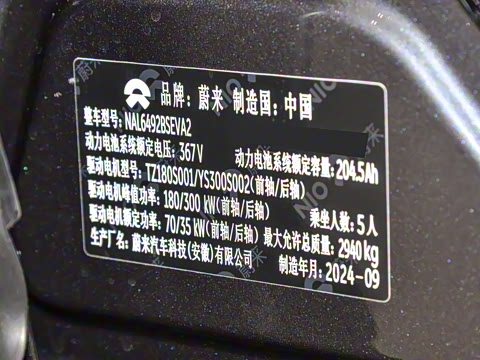 品牌：蔚来 制造国：中国
整车型号：NAL6492BSEVA2
动力电池系统额定电压：367V 动力电池系统额定容量：204.5Ah
驱动电机型号：TZ180S001/YS300S002(前轴/后轴)
驱动电机峰值功率：180/300 kW(前轴/后轴) 乘坐人数：5人
驱动电机额定功率：70/35 kW(前轴/后轴) 最大允许总质量：2940kg
生产厂名：蔚来汽车科技(安徽)有限公司 制造年月：2024-09
NIO 蔚来